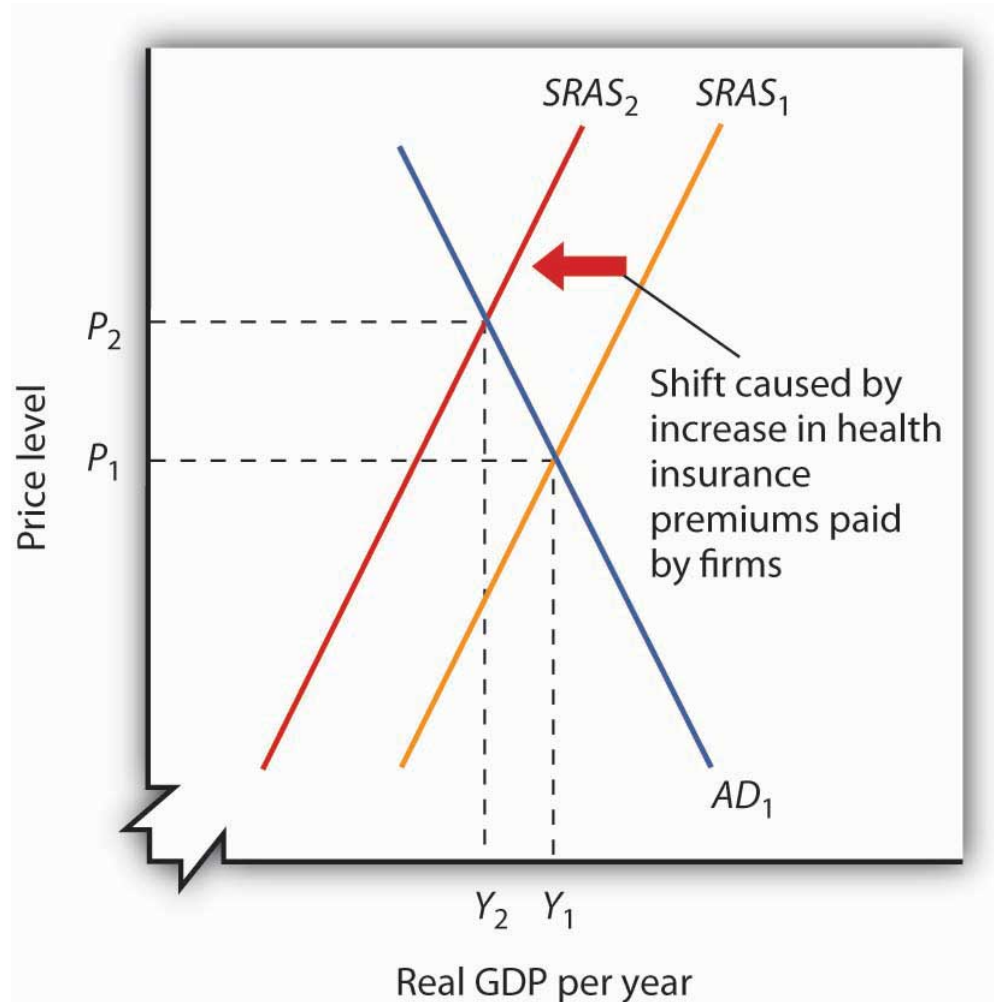 SRAS₂
SRAS₁
P₂
P₁
Price level
Shift caused by
increase in health
insurance
premiums paid
by firms
AD₁
Y₂
Y₁
Real GDP per year